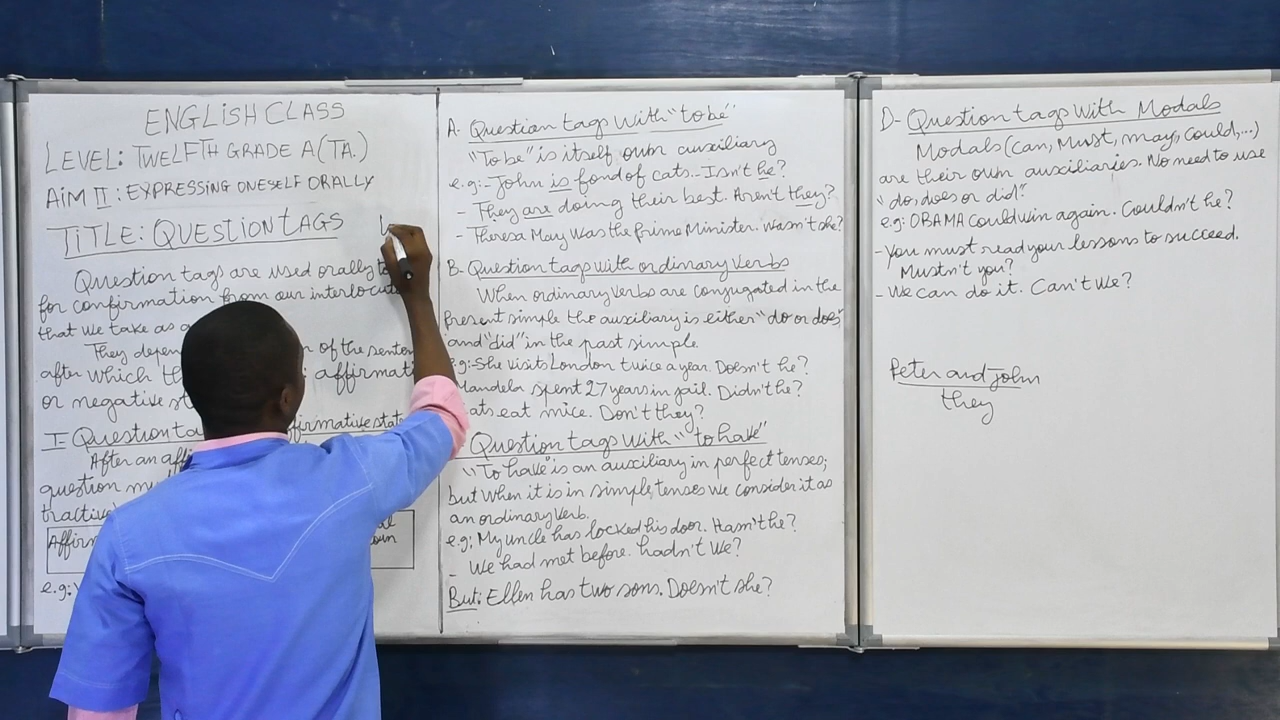 ENGLISH CLASS
LEVEL: TWELFTH GRADE A (TA.)
AIM II : EXPRESSING ONESELF ORALLY
TITLE: QUESTION TAGS
Question tags are used orally
for confirmation from our
that we take as
They of the
after which affirmati
or negative
I- Question affirmative
After an
question
tractive
e.g:
A- Question tags with "to be"
"To be" is itself own auxiliary
e.g:- John is fond of cats.- Isn't he?
- They are doing their best. Aren't they?
- Theresa May was the prime Minister. Wasn't she?
B- Question tags with ordinary verbs
When ordinary verbs are conjugated in the
present simple the auxiliary is either "do or does"
and "did" in the past simple
e.g:-She visits London twice a year. Doesn't he?
Mandela spent 27 years in jail. Didn't he?
ats eat mice. Don't they?
Question tags with "to have"
"To have" is an auxiliary in perfect tenses;
but when it is in simple tenses we consider it as
an ordinary verb.
e.g: My uncle has locked his door. Hasn't he?
- We had met before. hadn't we?
But: Ellen has two sons. Doesn't she?
D- Question tags with Modals
Modals (can, Must, may, could,...)
are their own auxiliaries. No need to use
"do, does or did".
e.g: OBAMA could win again. Couldn't he?
- You must read your lessons to succeed.
Mustn't you?
- We can do it. Can't we?
Peter and John
they